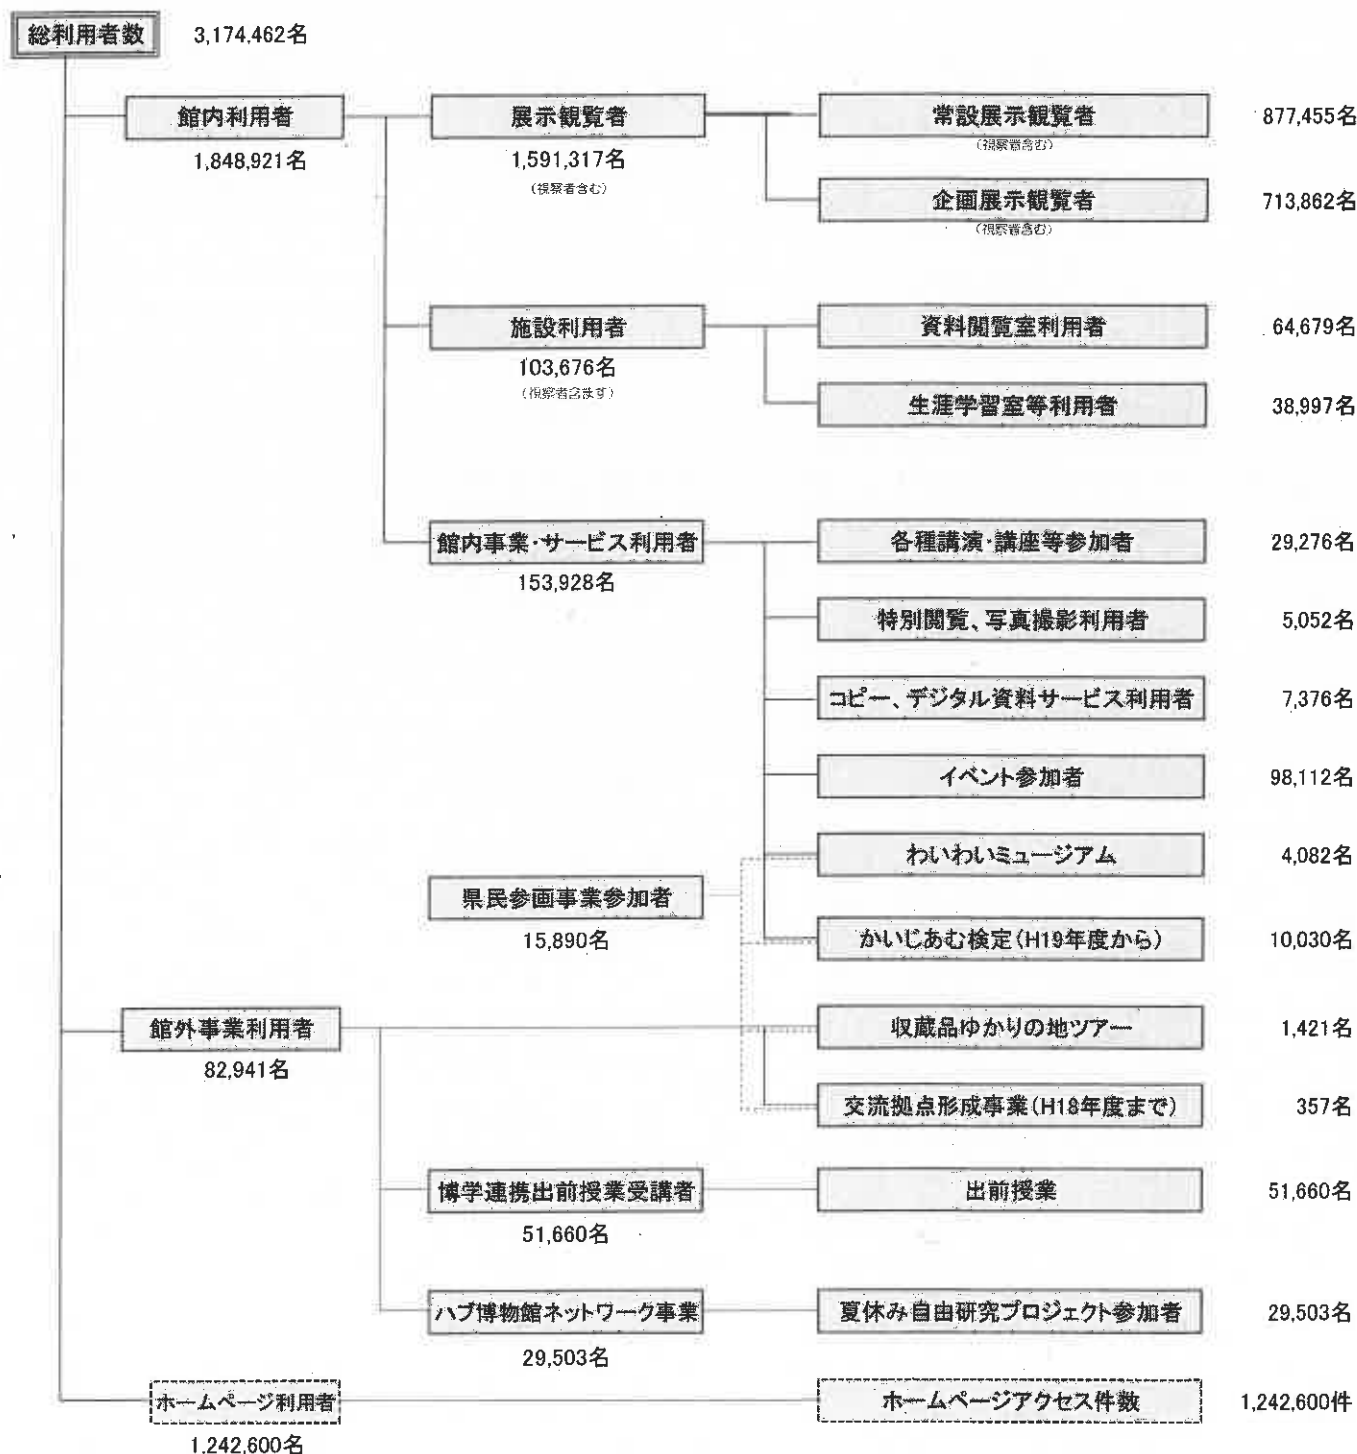 総利用者数 3,174,462名
館内利用者 展示観覧者 常設展示観覧者 877,455名
1,848,921名 1,591,317名 (視察者含む)
(視察者含む)
企画展示観覧者 713,862名
(視察者含む)
施設利用者 資料閲覧室利用者 64,679名
103,676名
(視察者含まず)
生涯学習室等利用者 38,997名
館内事業・サービス利用者 各種講演・講座等参加者 29,276名
153,928名
特別閲覧、写真撮影利用者 5,052名
コピー、デジタル資料サービス利用者 7,376名
イベント参加者 98,112名
わいわいミュージアム 4,082名
県民参画事業参加者
15,890名
かいじあむ検定(H19年度から) 10,030名
館外事業利用者 収蔵品ゆかりの地ツアー 1,421名
82,941名
交流拠点形成事業(H18年度まで) 357名
博学連携出前授業受講者 出前授業 51,660名
51,660名
ハブ博物館ネットワーク事業 夏休み自由研究プロジェクト参加者 29,503名
29,503名
ホームページ利用者 ホームページアクセス件数 1,242,600件
1,242,600名